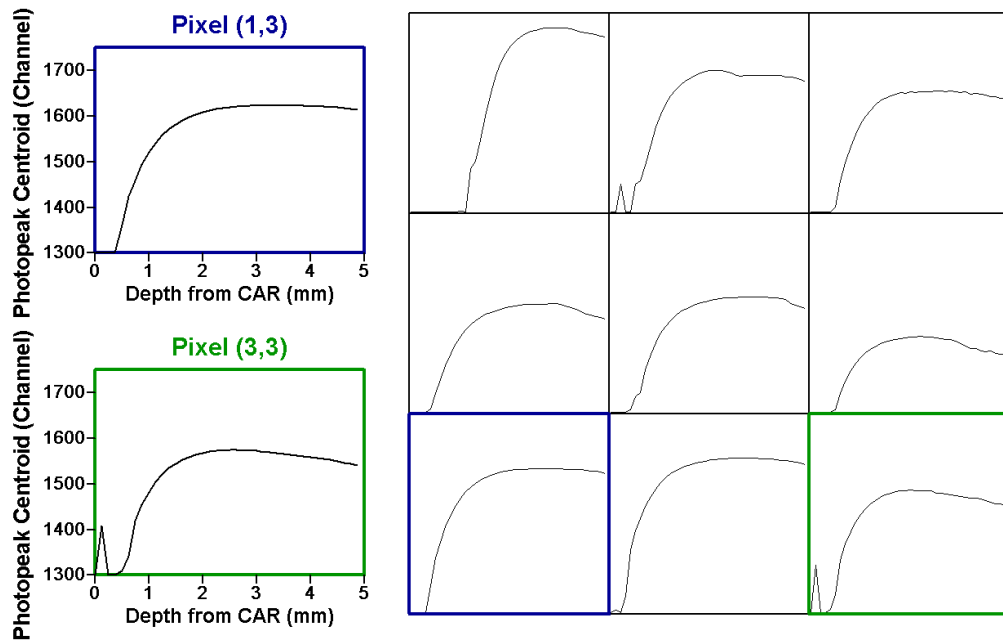 Pixel (1,3)
Photopeak Centroid (Channel)
1700
1600
1500
1400
1300
0 1 2 3 4 5
Depth from CAR (mm)
Pixel (3,3)
Photopeak Centroid (Channel)
1700
1600
1500
1400
1300
0 1 2 3 4 5
Depth from CAR (mm)